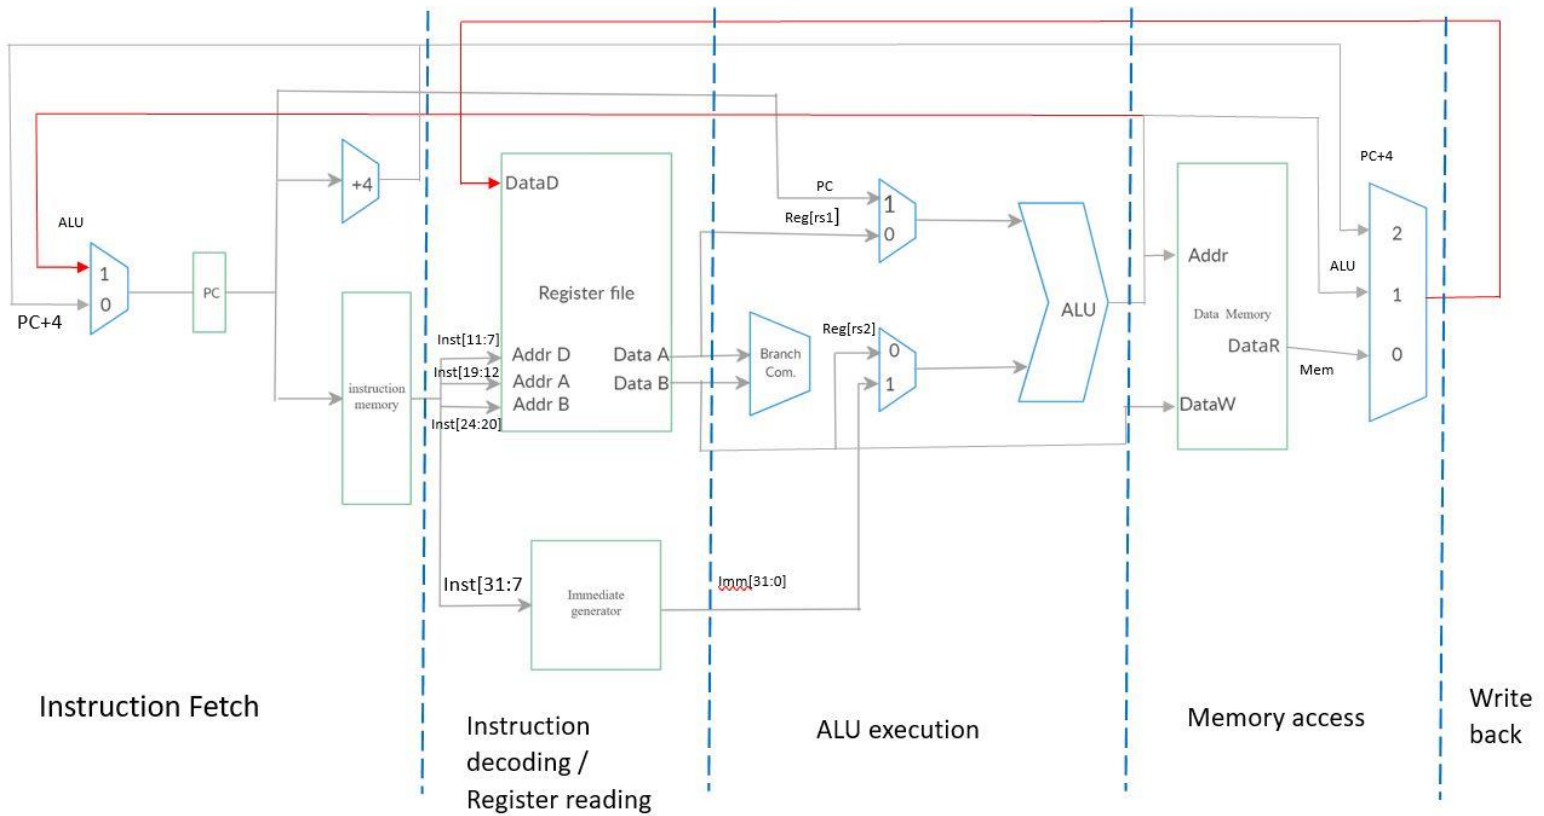 PC+4
+4
DataD
PC
Reg[rs1]
1
0
ALU
1
0
PC+4
PC
Register file
Inst[11:7]
Addr D
Data A
Inst[19:12
Addr A
Data B
Addr B
Inst[24:20]
instruction
memory
Branch
Com.
Reg[rs2]
0
1
ALU
Addr
Data Memory
DataR
DataW
Mem
ALU
2
1
0
Inst[31:7
Immediate
generator
Imm[31:0]
Instruction Fetch
Instruction
decoding /
Register reading
ALU execution
Memory access
Write
back